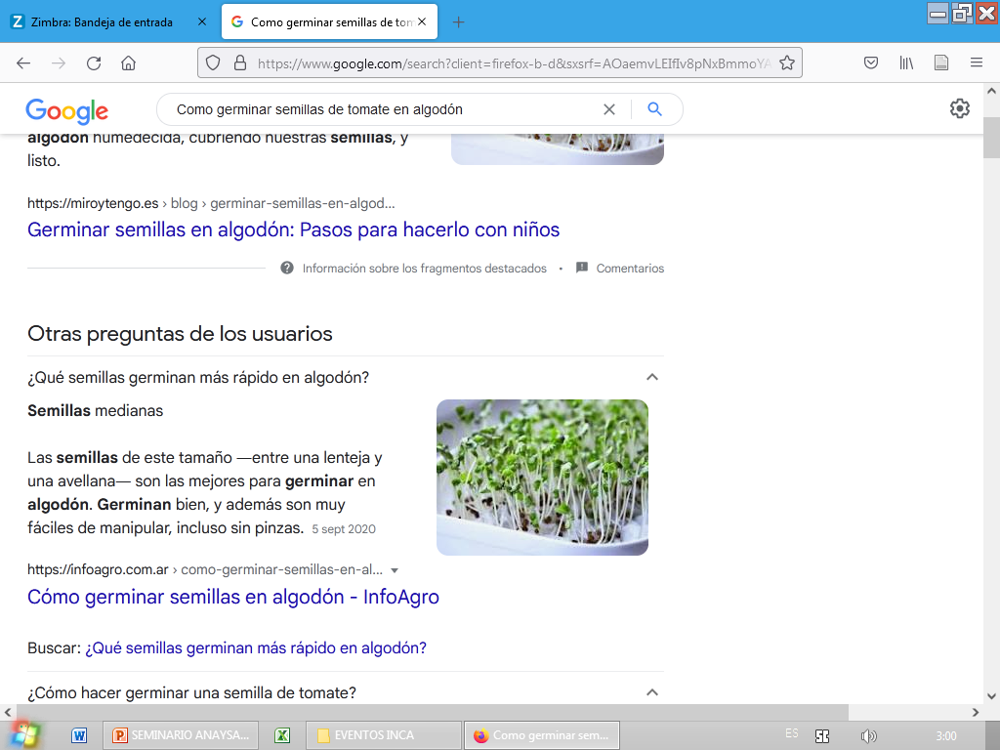 Zimbra: Bandeja de entrada
Como germinar semillas de tom
https://www.google.com/search?client=firefox-b-d&sxsrf=AOaemvLEIfIv8pNxBmmoYA
Google
Como germinar semillas de tomate en algodón
algodón humedecida, cubriendo nuestras semillas, y
listo.
https://miroytengo.es › blog › germinar-semillas-en-algod...
Germinar semillas en algodón: Pasos para hacerlo con niños
Información sobre los fragmentos destacados • Comentarios
Otras preguntas de los usuarios
¿Qué semillas germinan más rápido en algodón?
Semillas medianas
Las semillas de este tamaño —entre una lenteja y
una avellana— son las mejores para germinar en
algodón. Germinan bien, y además son muy
fáciles de manipular, incluso sin pinzas. 5 sept 2020
https://infoagro.com.ar › como-germinar-semillas-en-al...
Cómo germinar semillas en algodón - InfoAgro
Buscar: ¿Qué semillas germinan más rápido en algodón?
¿Cómo hacer germinar una semilla de tomate?
SEMINARIO ANAYSA...
EVENTOS INCA
Como germinar sem...
ES
3:00